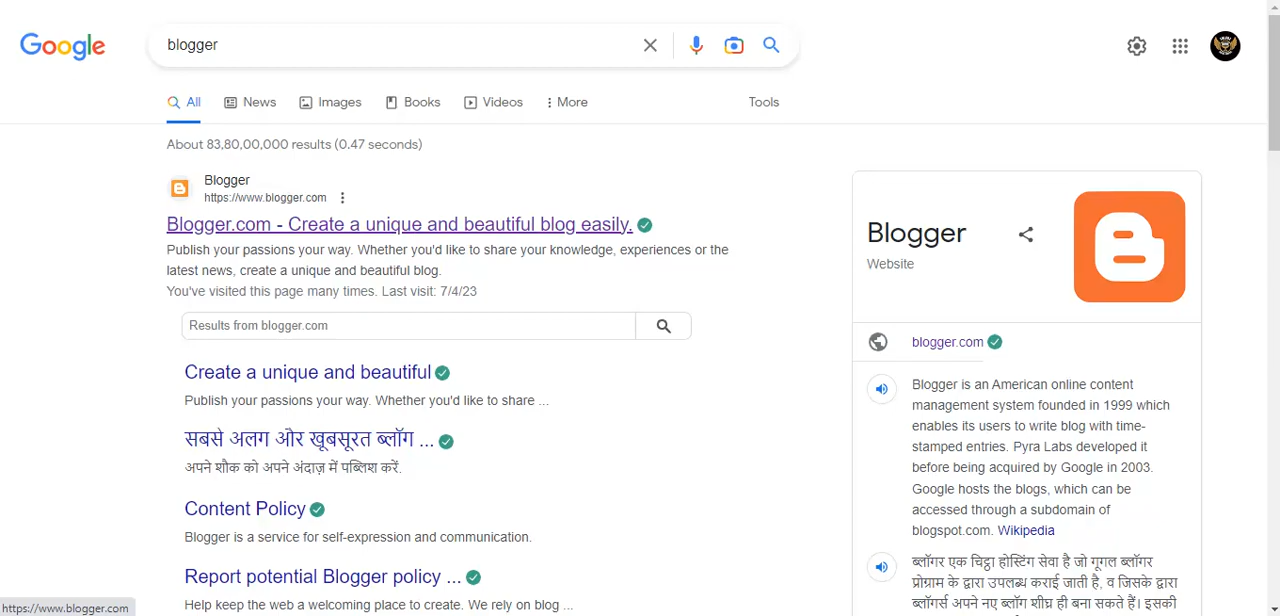 Google
blogger
All
News
Images
Books
Videos
More
Tools
About 83,80,00,000 results (0.47 seconds)
Blogger
https://www.blogger.com
Blogger.com - Create a unique and beautiful blog easily.
Publish your passions your way. Whether you'd like to share your knowledge, experiences or the
latest news, create a unique and beautiful blog.
You've visited this page many times. Last visit: 7/4/23
Results from blogger.com
Create a unique and beautiful
Publish your passions your way. Whether you'd like to share ...
सबसे अलग और खूबसूरत ब्लॉग ...
अपने शौक को अपने अंदाज़ में पब्लिश करें.
Content Policy
Blogger is a service for self-expression and communication.
Report potential Blogger policy ...
Help keep the web a welcoming place to create. We rely on blog ...
https://www.blogger.com
Blogger
Website
blogger.com
Blogger is an American online content
management system founded in 1999 which
enables its users to write blog with time-
stamped entries. Pyra Labs developed it
before being acquired by Google in 2003.
Google hosts the blogs, which can be
accessed through a subdomain of
blogspot.com. Wikipedia
ब्लॉगर एक चिट्ठा होस्टिंग सेवा है जो गूगल ब्लॉगर
प्रोग्राम के द्वारा उपलब्ध कराई जाती है, व जिसके द्वारा
ब्लॉगर्स अपने नए ब्लॉग शीघ्र ही बना सकते हैं। इसकी